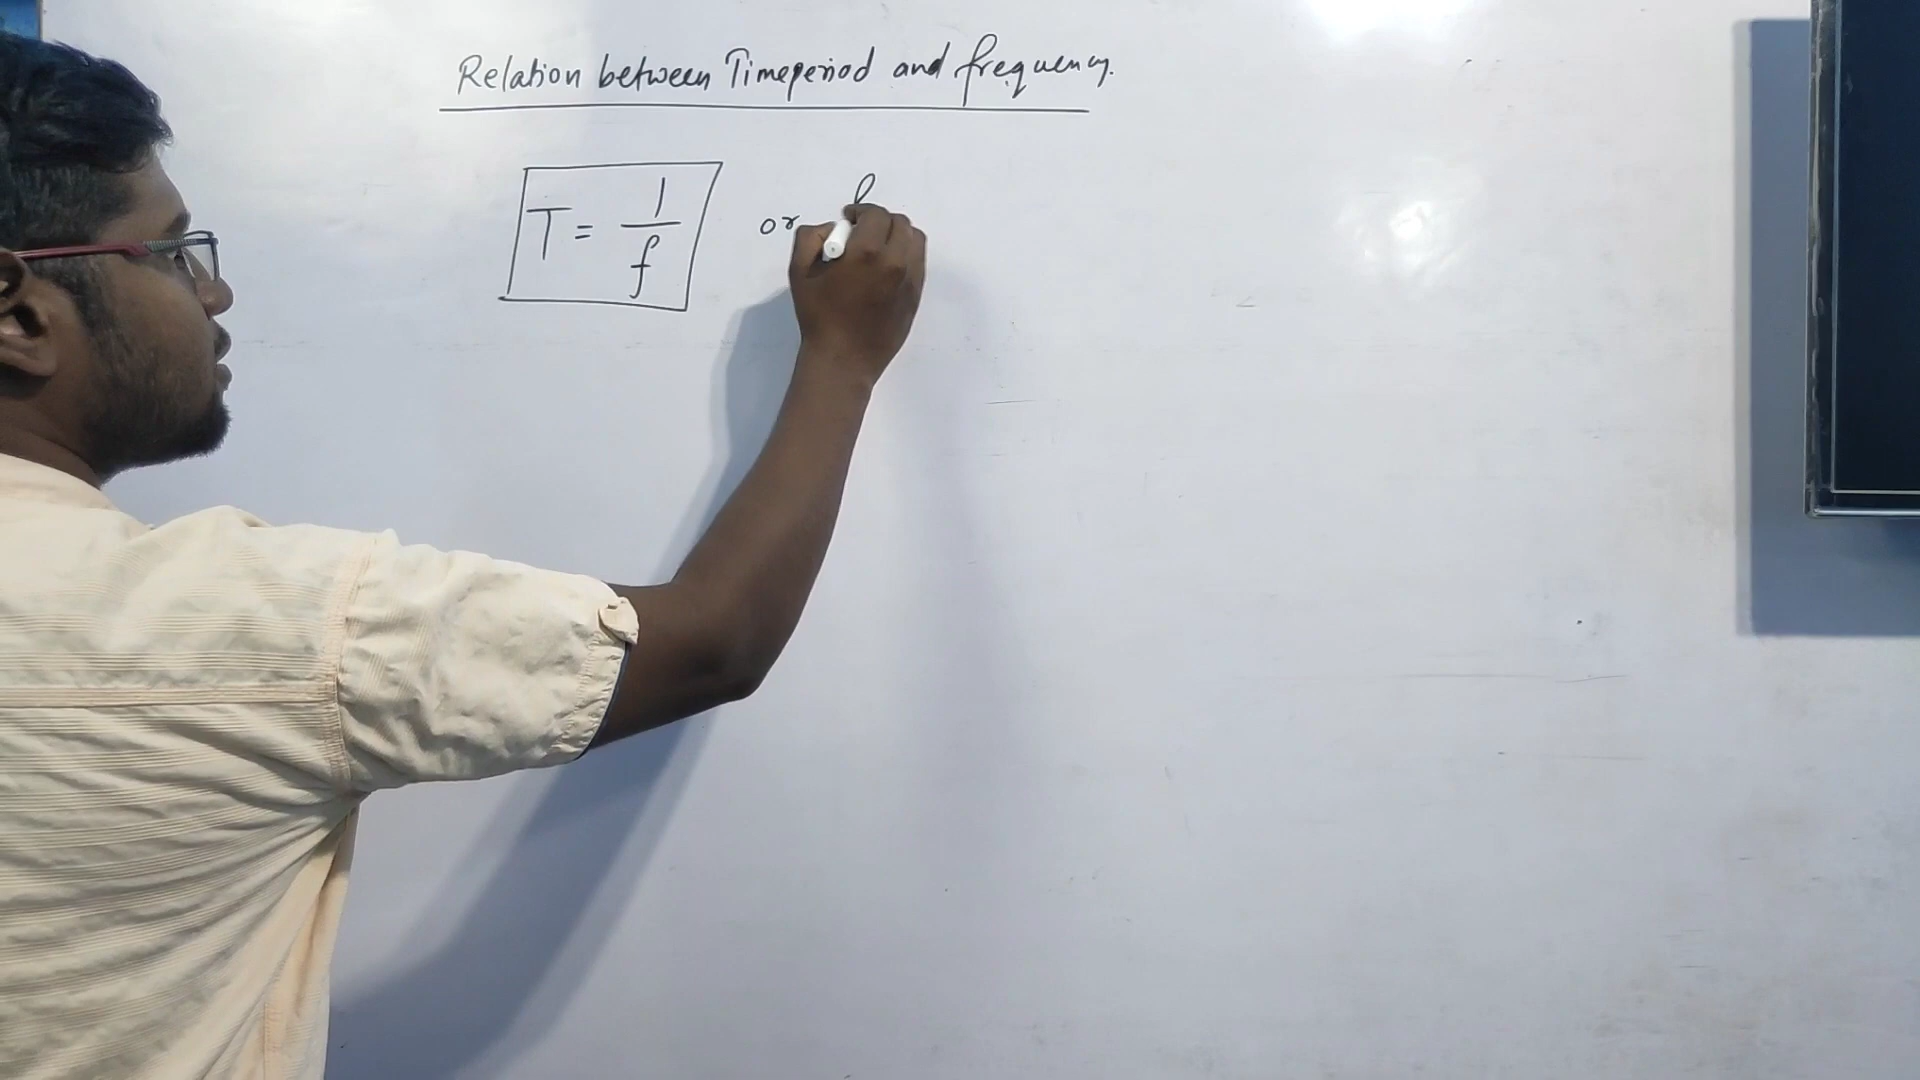 Relation between Timeperiod and frequency.
T = 1/f or f